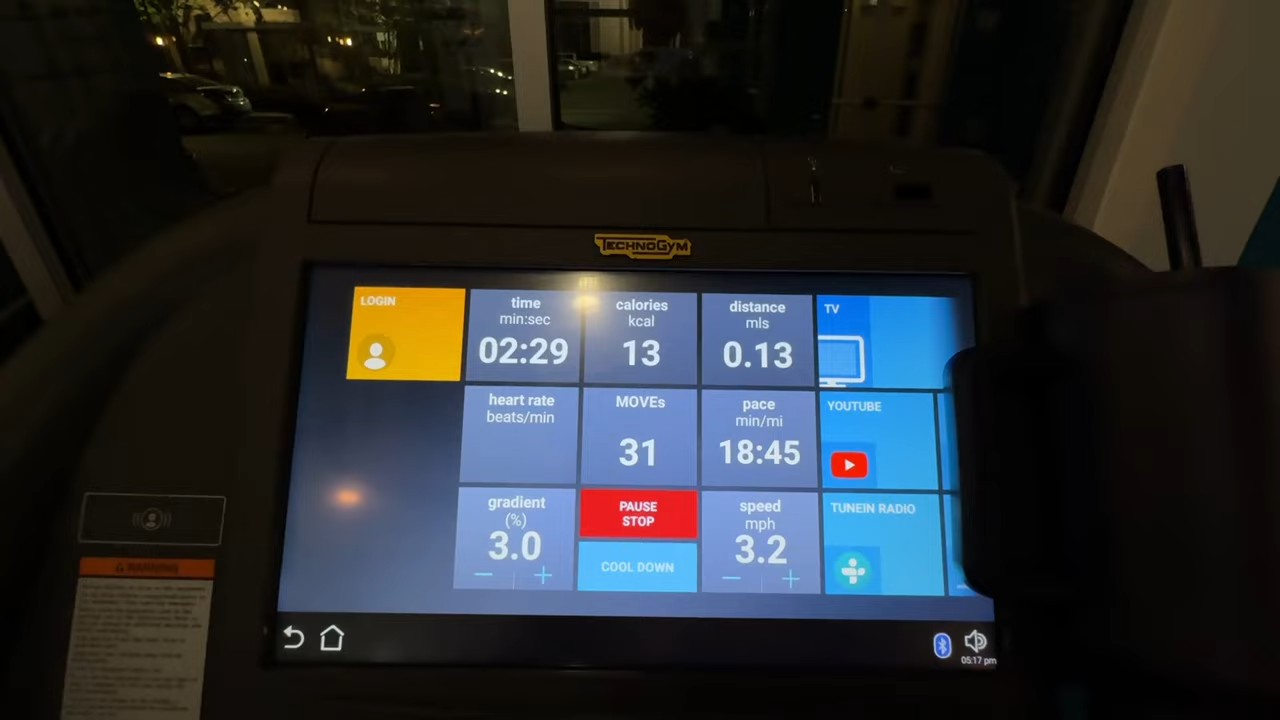 TECHNOGYM
LOGIN
time
min:sec
02:29
calories
kcal
13
distance
mls
0.13
TV
heart rate
beats/min
MOVEs
31
pace
min/mi
18:45
YOUTUBE
gradient
(%)
3.0
PAUSE
STOP
COOL DOWN
speed
mph
3.2
TUNEIN RADIO
05:17 pm
WARNING